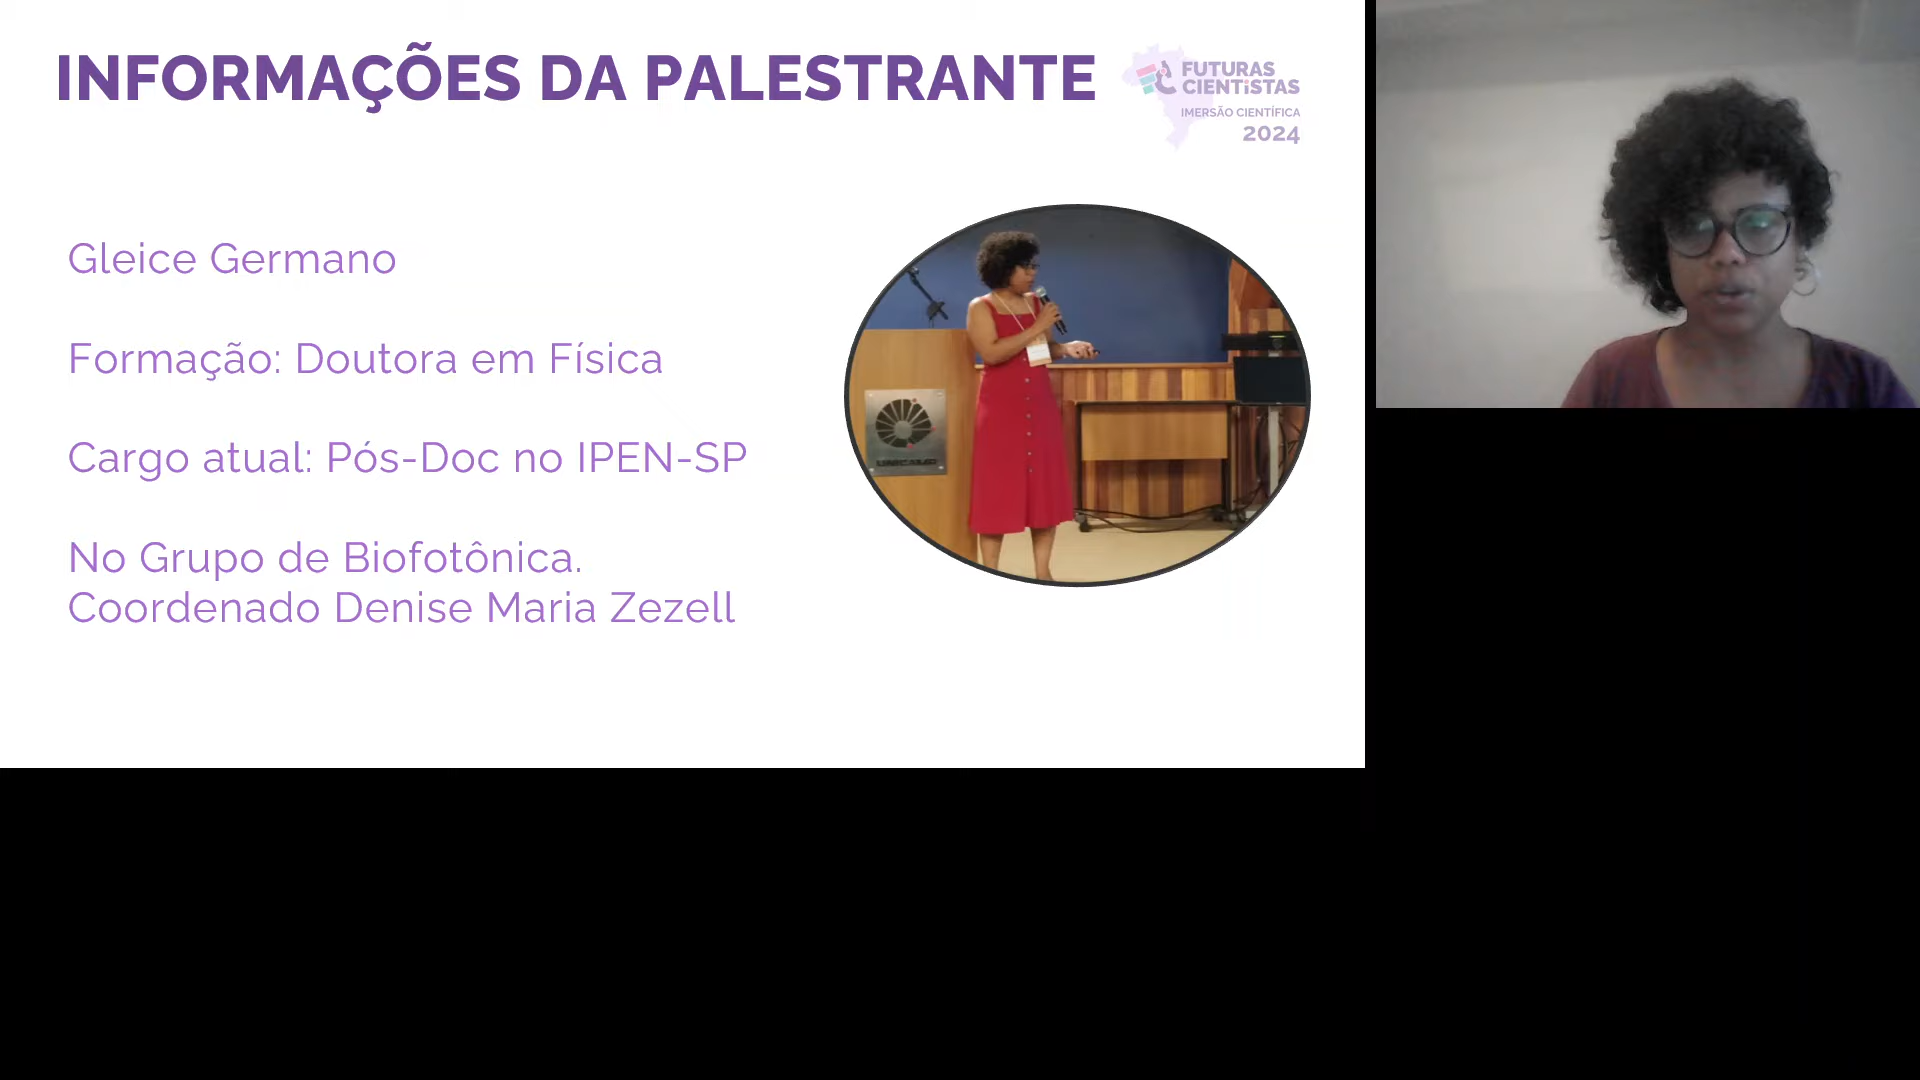 INFORMAÇÕES DA PALESTRANTE
FUTURAS
CIENTiSTAS
IMERSÃO CIENTÍFICA
2024
Gleice Germano
Formação: Doutora em Física
Cargo atual: Pós-Doc no IPEN-SP
No Grupo de Biofotônica.
Coordenado Denise Maria Zezell
UNICAMP